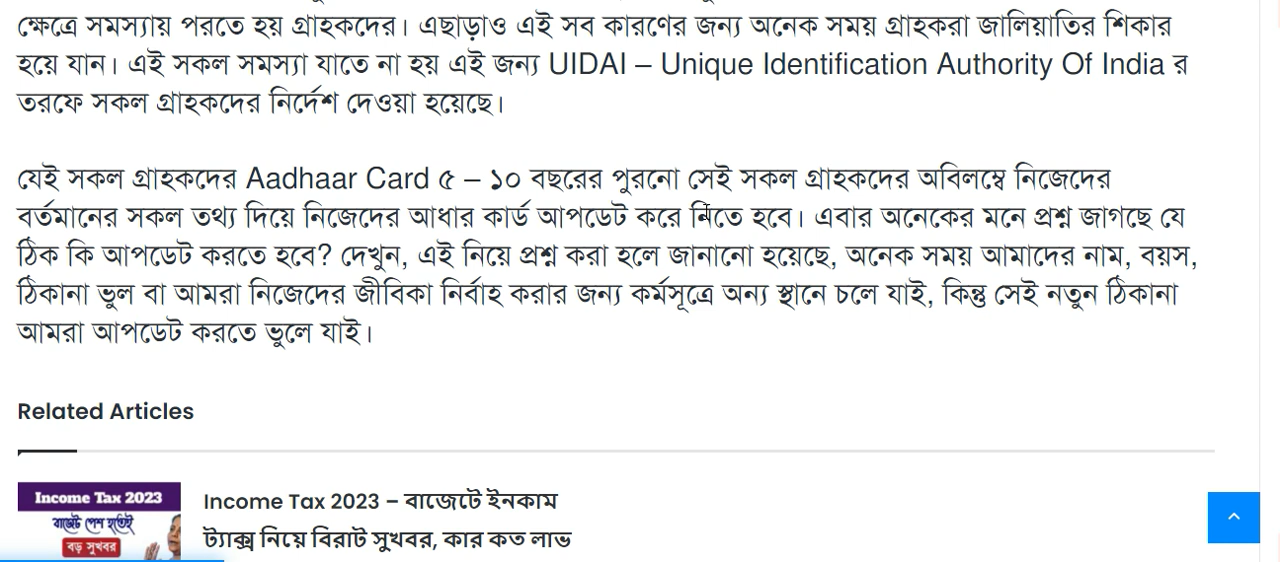 ক্ষেত্রে সমস্যায় পরতে হয় গ্রাহকদের। এছাড়াও এই সব কারণের জন্য অনেক সময় গ্রাহকরা জালিয়াতির শিকার
হয়ে যান। এই সকল সমস্যা যাতে না হয় এই জন্য UIDAI – Unique Identification Authority Of India র
তরফে সকল গ্রাহকদের নির্দেশ দেওয়া হয়েছে।
যেই সকল গ্রাহকদের Aadhaar Card ৫ – ১০ বছরের পুরনো সেই সকল গ্রাহকদের অবিলম্বে নিজেদের
বর্তমানের সকল তথ্য দিয়ে নিজেদের আধার কার্ড আপডেট করে নিতে হবে। এবার অনেকের মনে প্রশ্ন জাগছে যে
ঠিক কি আপডেট করতে হবে? দেখুন, এই নিয়ে প্রশ্ন করা হলে জানানো হয়েছে, অনেক সময় আমাদের নাম, বয়স,
ঠিকানা ভুল বা আমরা নিজেদের জীবিকা নির্বাহ করার জন্য কর্মসূত্রে অন্য স্থানে চলে যাই, কিন্তু সেই নতুন ঠিকানা
আমরা আপডেট করতে ভুলে যাই।
Related Articles
Income Tax 2023
বাজেট পেশ হতেই
বড় সুখবর
Income Tax 2023 – বাজেটে ইনকাম
ট্যাক্স নিয়ে বিরাট সুখবর, কার কত লাভ